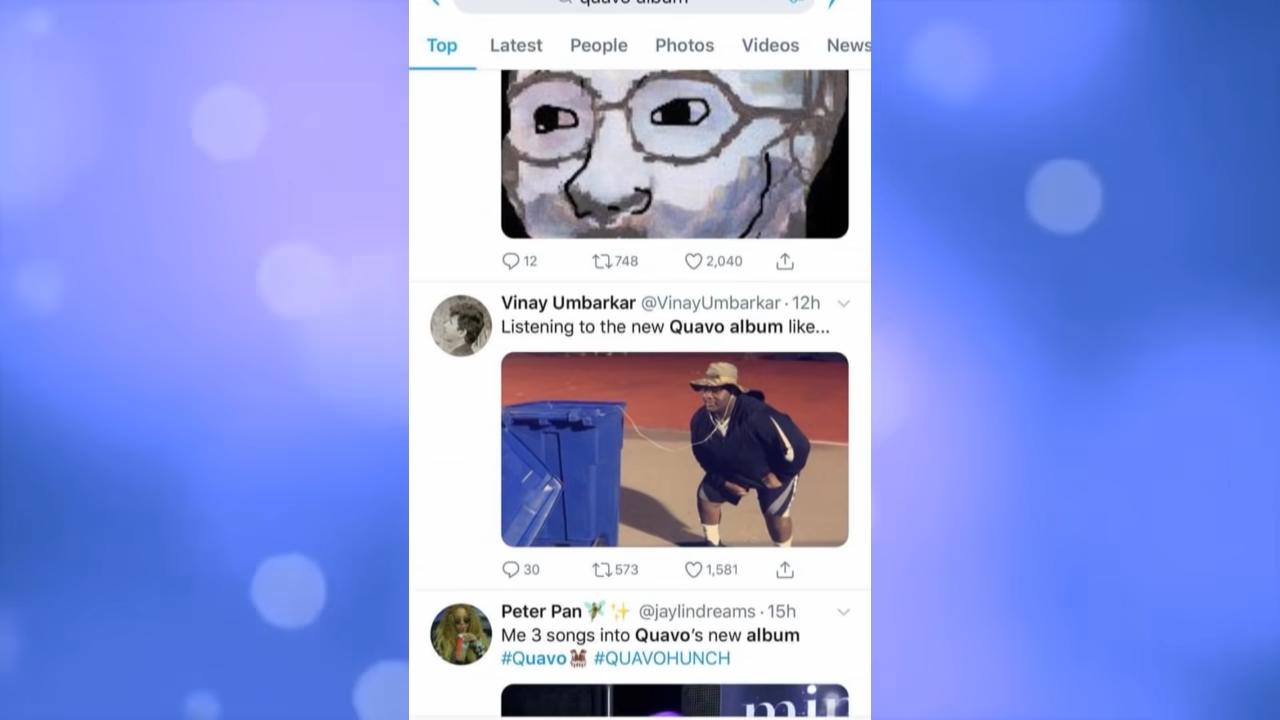 quavo album
Top Latest People Photos Videos News
12 748 2,040
Vinay Umbarkar @VinayUmbarkar · 12h
Listening to the new Quavo album like...
30 573 1,581
Peter Pan🧚✨ @jaylindreams · 15h
Me 3 songs into Quavo's new album
#Quavo #QUAVOHUNCH